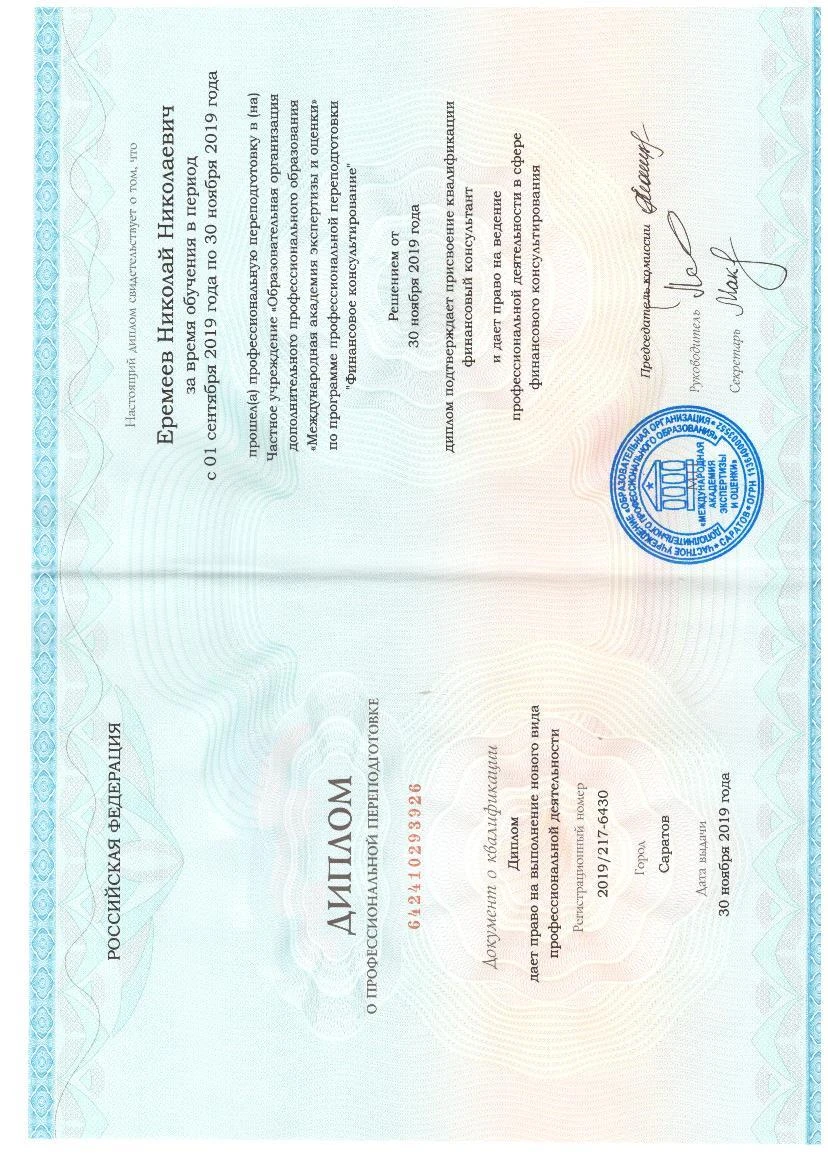 РОССИЙСКАЯ ФЕДЕРАЦИЯ
ДИПЛОМ
О ПРОФЕССИОНАЛЬНОЙ ПЕРЕПОДГОТОВКЕ
642410293926
Документ о квалификации
Диплом
дает право на выполнение нового вида
профессиональной деятельности
Регистрационный номер
2019/217-6430
Город
Саратов
Дата выдачи
30 ноября 2019 года
Настоящий диплом свидетельствует о том, что
Еремеев Николай Николаевич
за время обучения в период
с 01 сентября 2019 года по 30 ноября 2019 года
прошел(а) профессиональную переподготовку в (на)
Частное учреждение «Образовательная организация
дополнительного профессионального образования
«Международная академия экспертизы и оценки»
по программе профессиональной переподготовки
"Финансовое консультирование"
Решением от
30 ноября 2019 года
диплом подтверждает присвоение квалификации
финансовый консультант
и дает право на ведение
профессиональной деятельности в сфере
финансового консультирования
Председатель комиссии
Руководитель
Секретарь
М.П.
ЧАСТНОЕ УЧРЕЖДЕНИЕ «ОБРАЗОВАТЕЛЬНАЯ ОРГАНИЗАЦИЯ
ДОПОЛНИТЕЛЬНОГО ПРОФЕССИОНАЛЬНОГО ОБРАЗОВАНИЯ
«МЕЖДУНАРОДНАЯ
АКАДЕМИЯ
ЭКСПЕРТИЗЫ
И ОЦЕНКИ»
САРАТОВ • ОГРН 1136400003552